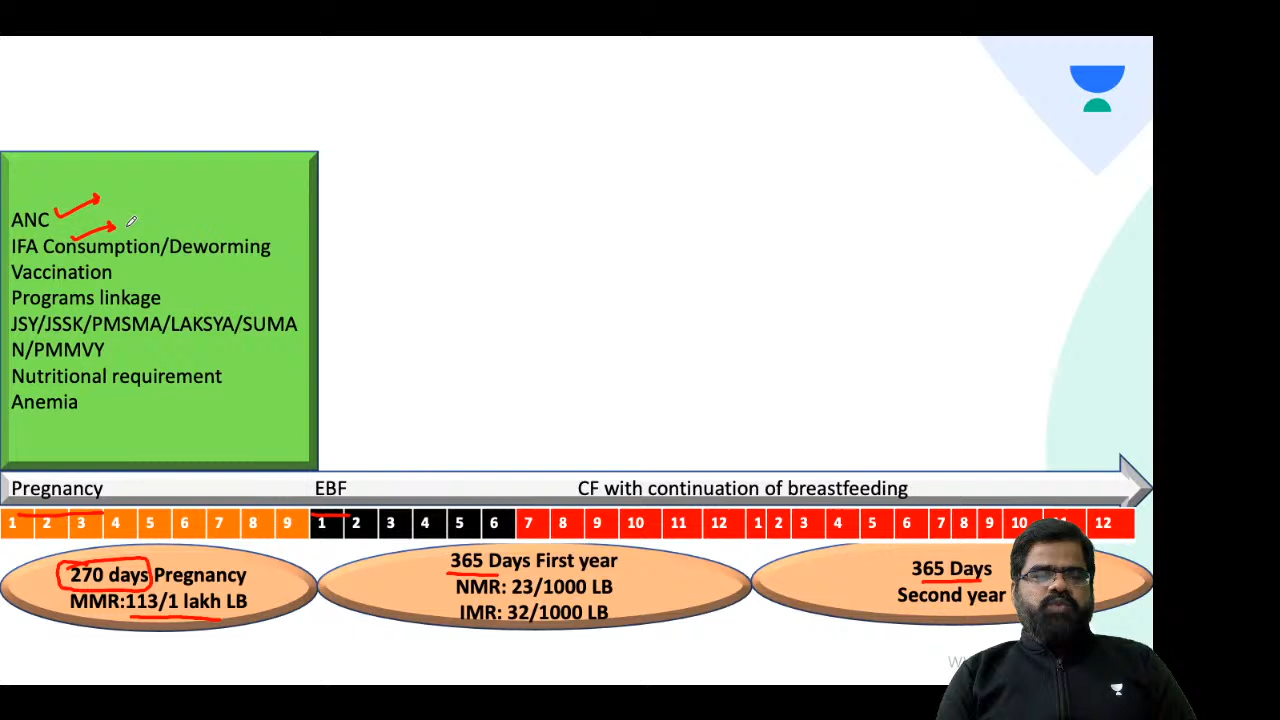 ANC
IFA Consumption/Deworming
Vaccination
Programs linkage
JSY/JSSK/PMSMA/LAKSYA/SUMA
N/PMMVY
Nutritional requirement
Anemia
Pregnancy EBF CF with continuation of breastfeeding
1 2 3 4 5 6 7 8 9 1 2 3 4 5 6 7 8 9 10 11 12 1 2 3 4 5 6 7 8 9 10 11 12
270 days Pregnancy
MMR:113/1 lakh LB
365 Days First year
NMR: 23/1000 LB
IMR: 32/1000 LB
365 Days
Second year